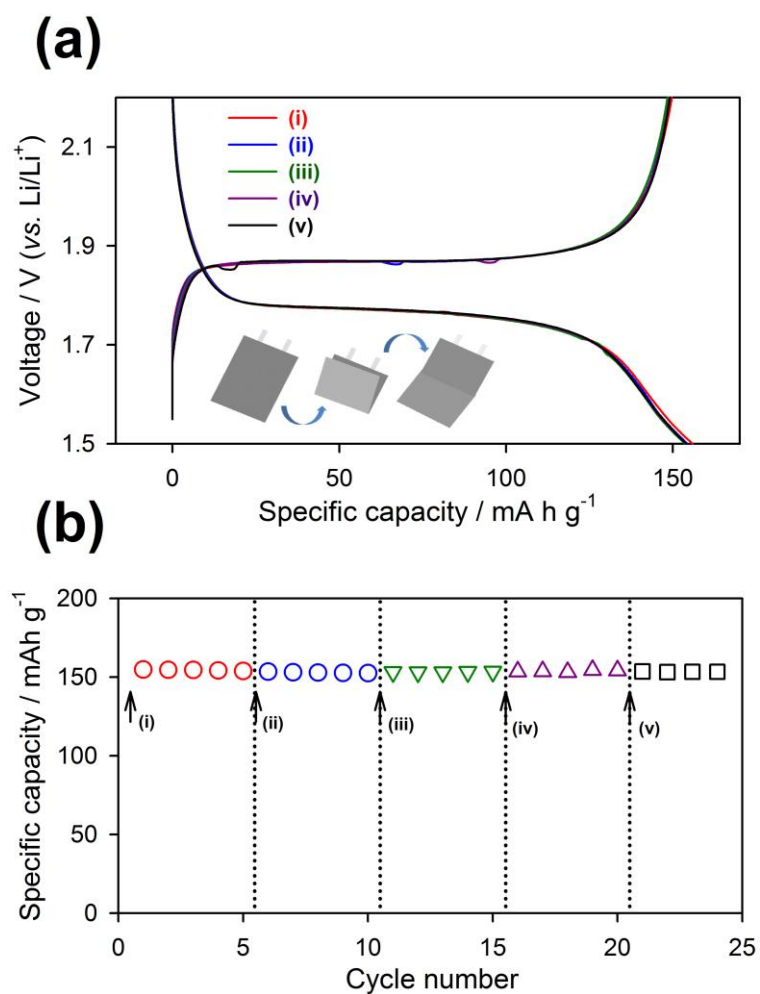 (a)
2.1
1.9
1.7
1.5
Voltage / V (vs. Li/Li⁺)
(i)
(ii)
(iii)
(iv)
(v)
0
50
100
150
Specific capacity / mA h g⁻¹
(b)
200
150
100
50
0
Specific capacity / mAh g⁻¹
(i)
(ii)
(iii)
(iv)
(v)
0
5
10
15
20
25
Cycle number